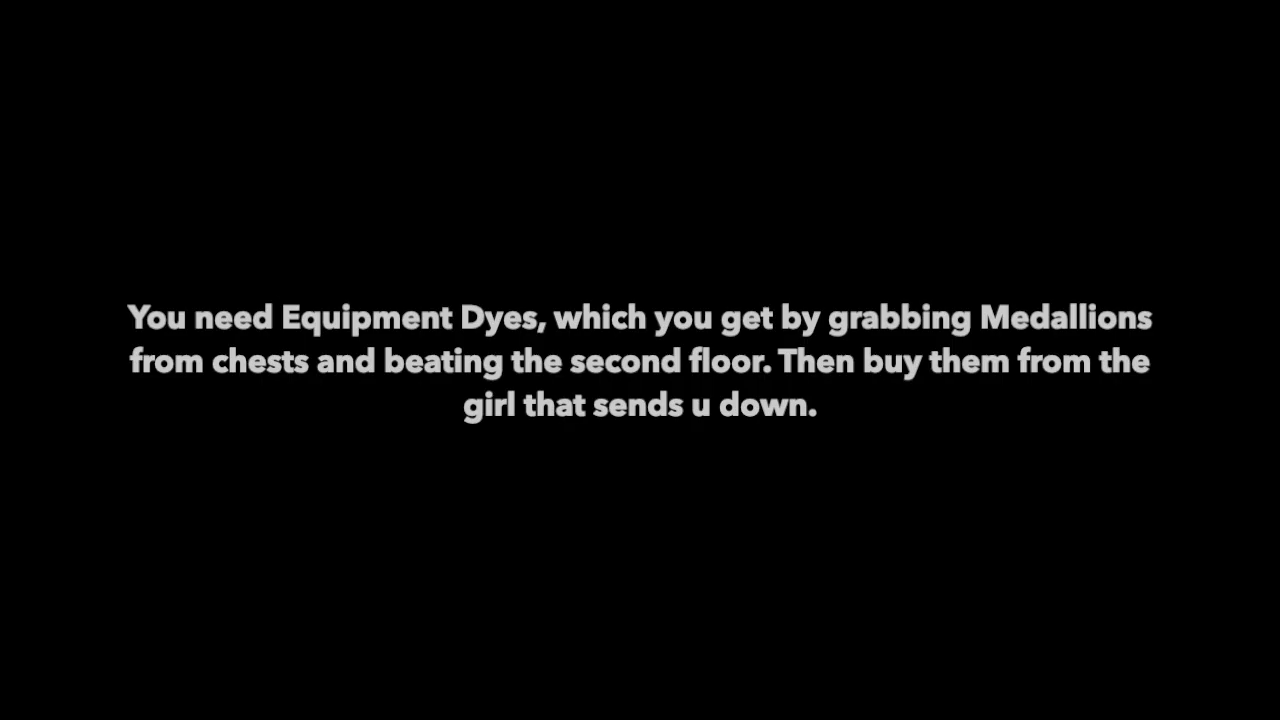 You need Equipment Dyes, which you get by grabbing Medallions
from chests and beating the second floor. Then buy them from the
girl that sends u down.